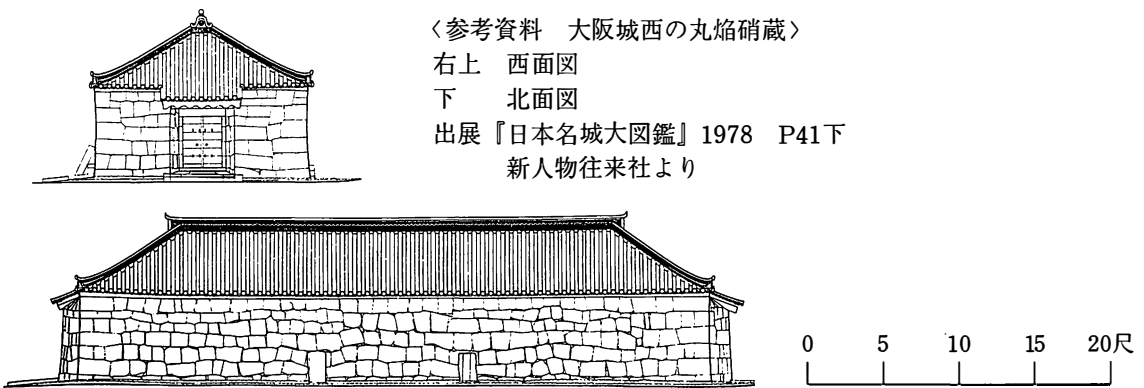 〈参考資料　大阪城西の丸焔硝蔵〉
右上　西面図
下　　北面図
出展『日本名城大図鑑』1978　P41下
新人物往来社より
0　5　10　15　20尺